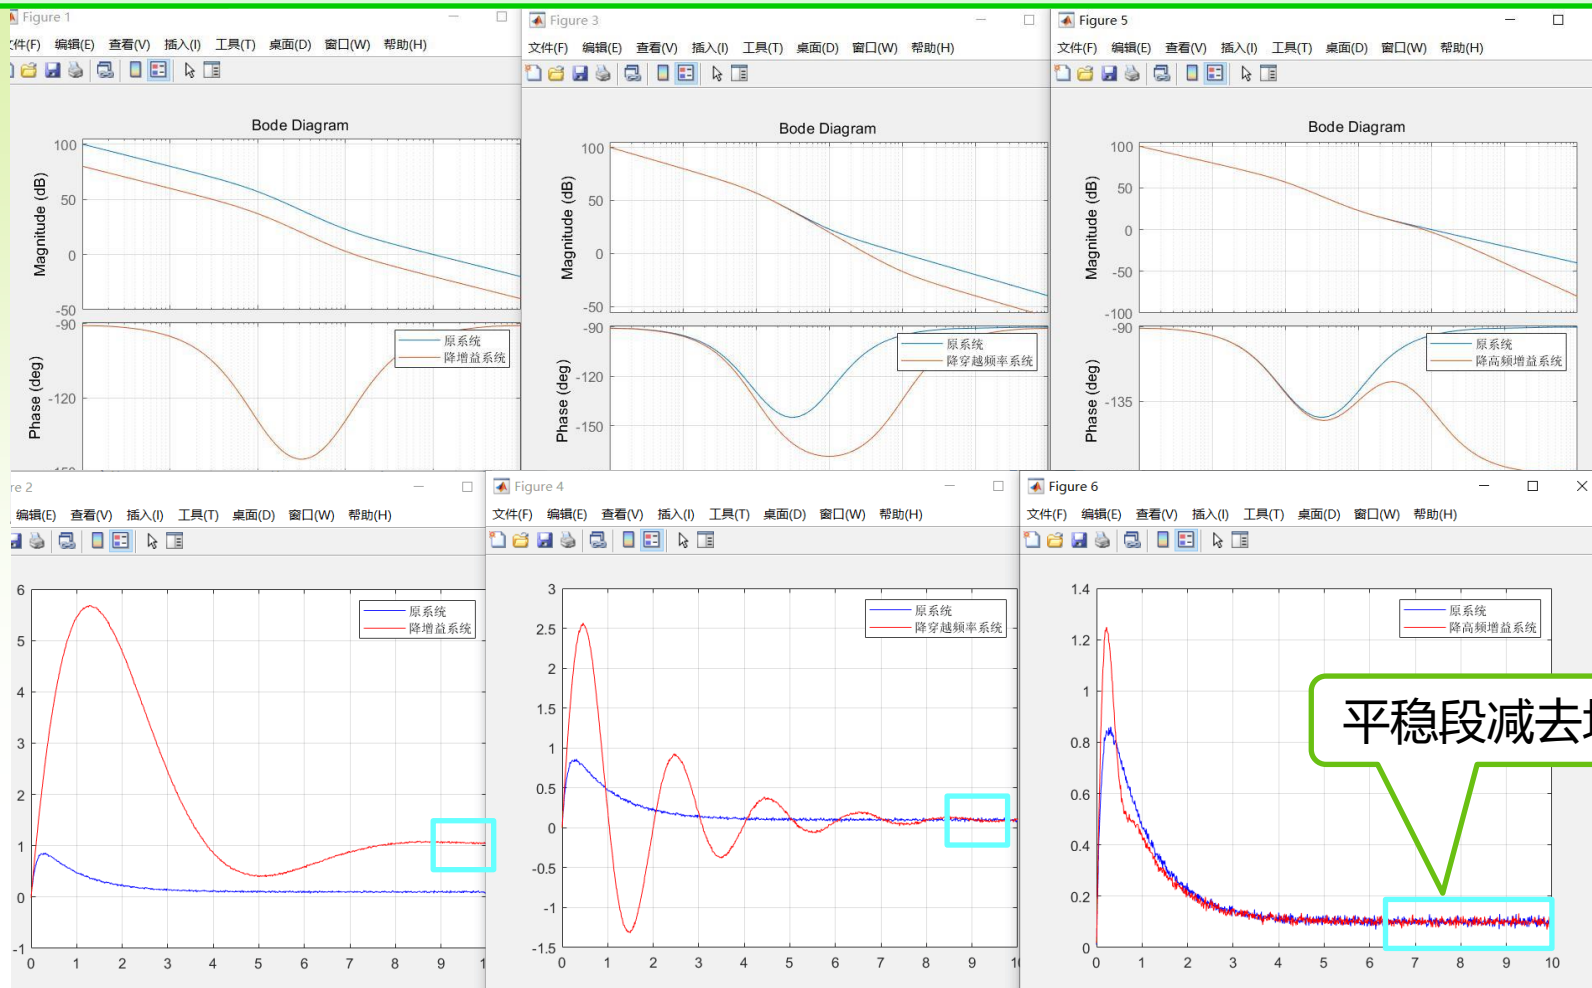 Figure 1
文件(F) 编辑(E) 查看(V) 插入(I) 工具(T) 桌面(D) 窗口(W) 帮助(H)
Bode Diagram
Magnitude (dB)
100
50
0
-50
-90
-120
Phase (deg)
原系统
降增益系统
Figure 3
文件(F) 编辑(E) 查看(V) 插入(I) 工具(T) 桌面(D) 窗口(W) 帮助(H)
Bode Diagram
Magnitude (dB)
100
50
0
-50
-90
-120
-150
Phase (deg)
原系统
降穿越频率系统
Figure 5
文件(F) 编辑(E) 查看(V) 插入(I) 工具(T) 桌面(D) 窗口(W) 帮助(H)
Bode Diagram
Magnitude (dB)
100
50
0
-50
-100
-90
-135
Phase (deg)
原系统
降高频增益系统
re 2
编辑(E) 查看(V) 插入(I) 工具(T) 桌面(D) 窗口(W) 帮助(H)
6
5
4
3
2
1
0
-1
0 1 2 3 4 5 6 7 8 9 1
原系统
降增益系统
Figure 4
文件(F) 编辑(E) 查看(V) 插入(I) 工具(T) 桌面(D) 窗口(W) 帮助(H)
3
2.5
2
1.5
1
0.5
0
-0.5
-1
-1.5
0 1 2 3 4 5 6 7 8 9 1
原系统
降穿越频率系统
Figure 6
文件(F) 编辑(E) 查看(V) 插入(I) 工具(T) 桌面(D) 窗口(W) 帮助(H)
1.4
1.2
1
0.8
0.6
0.4
0.2
0
0 1 2 3 4 5 6 7 8 9 10
原系统
降高频增益系统
平稳段减去